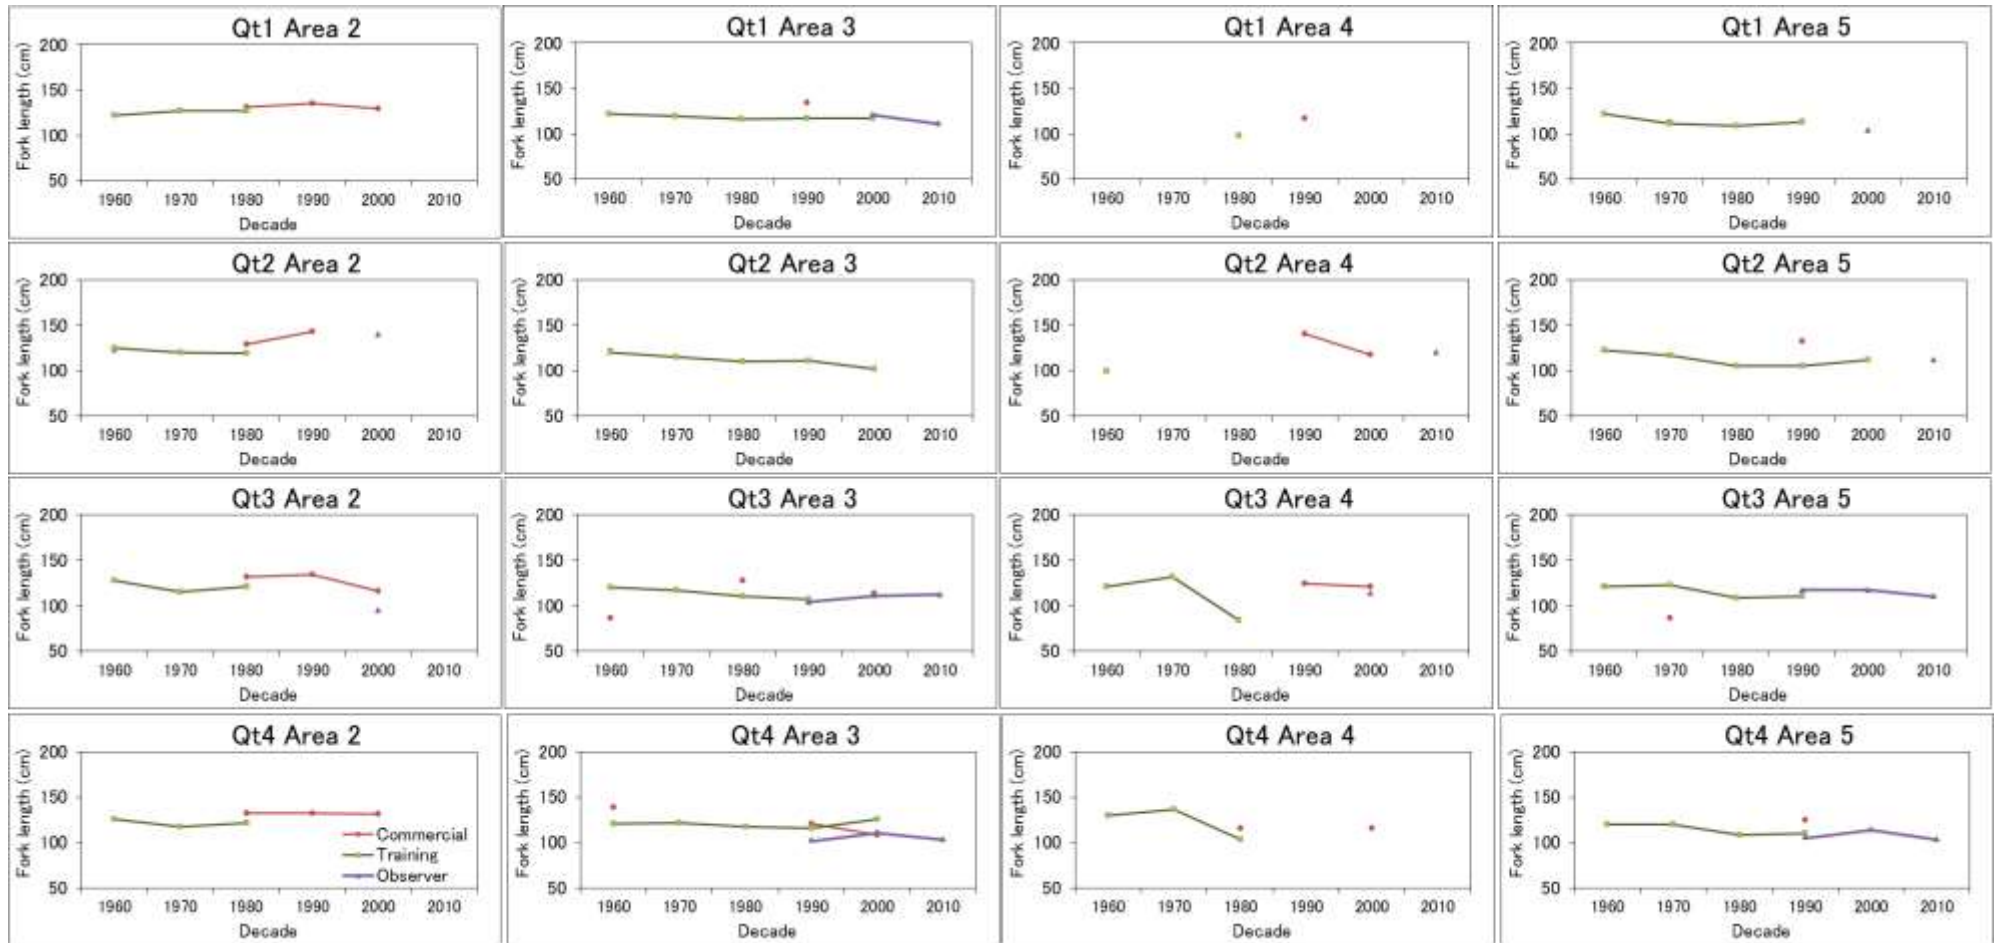 Qt1 Area 2
Fork length (cm)
200
150
100
50
1960 1970 1980 1990 2000 2010
Decade
Qt1 Area 3
Fork length (cm)
200
150
100
50
1960 1970 1980 1990 2000 2010
Decade
Qt1 Area 4
Fork length (cm)
200
150
100
50
1960 1970 1980 1990 2000 2010
Decade
Qt1 Area 5
Fork length (cm)
200
150
100
50
1960 1970 1980 1990 2000 2010
Decade
Qt2 Area 2
Fork length (cm)
200
150
100
50
1960 1970 1980 1990 2000 2010
Decade
Qt2 Area 3
Fork length (cm)
200
150
100
50
1960 1970 1980 1990 2000 2010
Decade
Qt2 Area 4
Fork length (cm)
200
150
100
50
1960 1970 1980 1990 2000 2010
Decade
Qt2 Area 5
Fork length (cm)
200
150
100
50
1960 1970 1980 1990 2000 2010
Decade
Qt3 Area 2
Fork length (cm)
200
150
100
50
1960 1970 1980 1990 2000 2010
Decade
Qt3 Area 3
Fork length (cm)
200
150
100
50
1960 1970 1980 1990 2000 2010
Decade
Qt3 Area 4
Fork length (cm)
200
150
100
50
1960 1970 1980 1990 2000 2010
Decade
Qt3 Area 5
Fork length (cm)
200
150
100
50
1960 1970 1980 1990 2000 2010
Decade
Qt4 Area 2
Fork length (cm)
200
150
100
50
Commercial
Training
Observer
1960 1970 1980 1990 2000 2010
Decade
Qt4 Area 3
Fork length (cm)
200
150
100
50
1960 1970 1980 1990 2000 2010
Decade
Qt4 Area 4
Fork length (cm)
200
150
100
50
1960 1970 1980 1990 2000 2010
Decade
Qt4 Area 5
Fork length (cm)
200
150
100
50
1960 1970 1980 1990 2000 2010
Decade